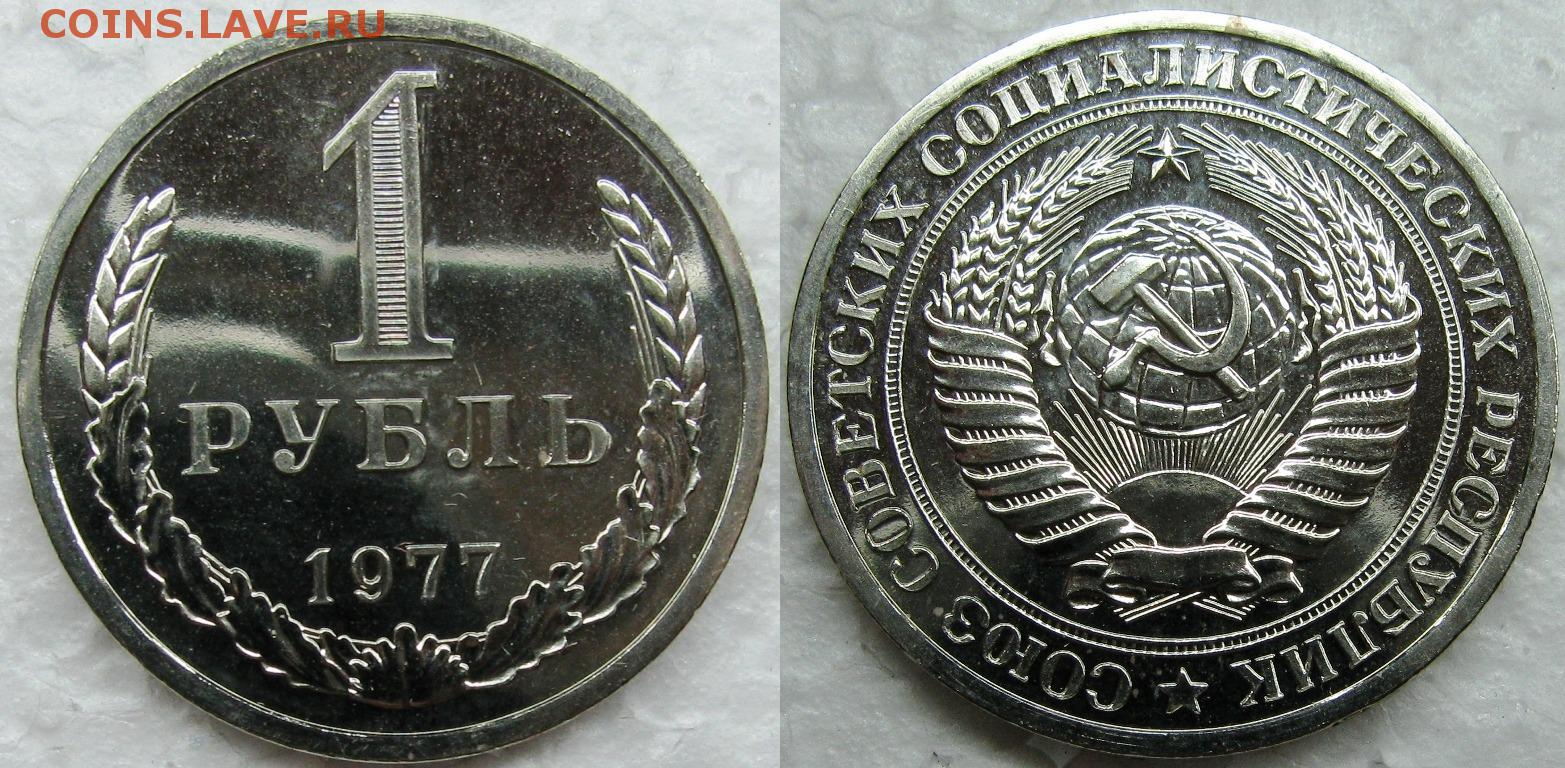 COINS.LAVE.RU
1
РУБЛЬ
1977
СОЮЗ СОВЕТСКИХ СОЦИАЛИСТИЧЕСКИХ РЕСПУБЛИК